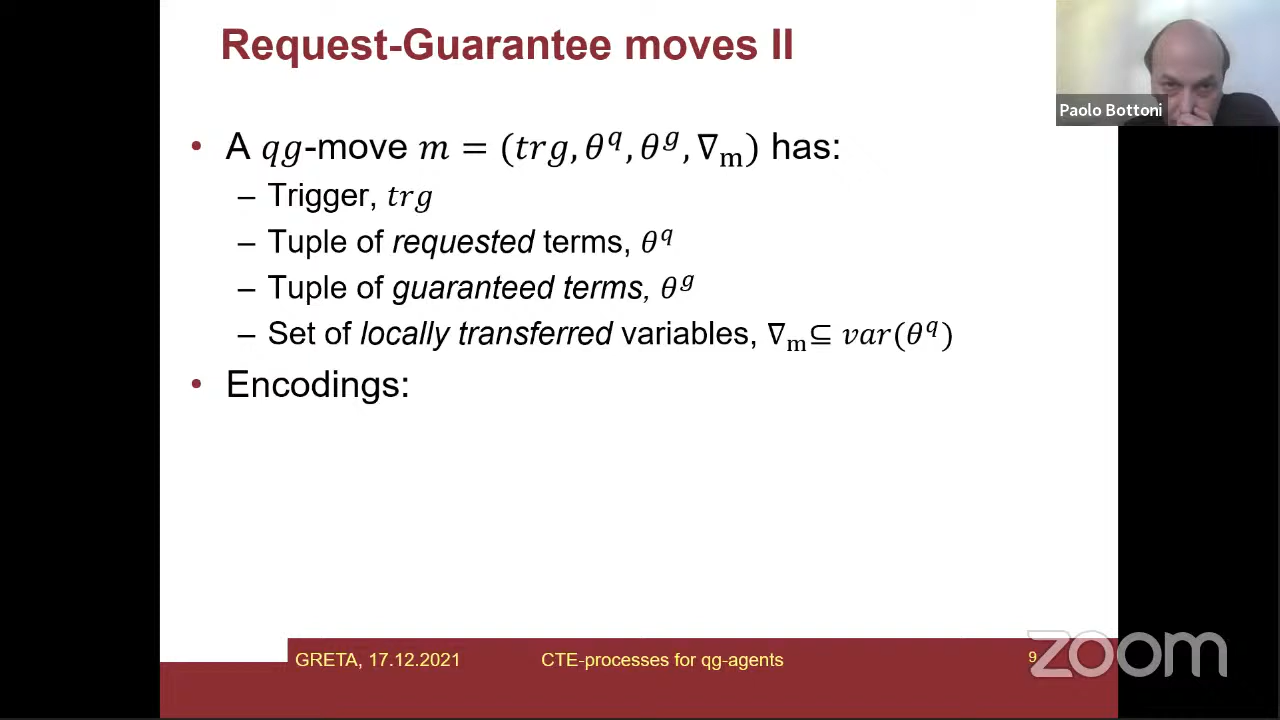 Request-Guarantee moves II
Paolo Bottoni
• A 𝑞𝑔-move 𝑚 = (𝑡𝑟𝑔, 𝜃^𝑞, 𝜃^𝑔, ∇_m) has:
– Trigger, 𝑡𝑟𝑔
– Tuple of requested terms, 𝜃^𝑞
– Tuple of guaranteed terms, 𝜃^𝑔
– Set of locally transferred variables, ∇_m⊆ 𝑣𝑎𝑟(𝜃^𝑞)
• Encodings:
GRETA, 17.12.2021 CTE-processes for qg-agents 9
zoom